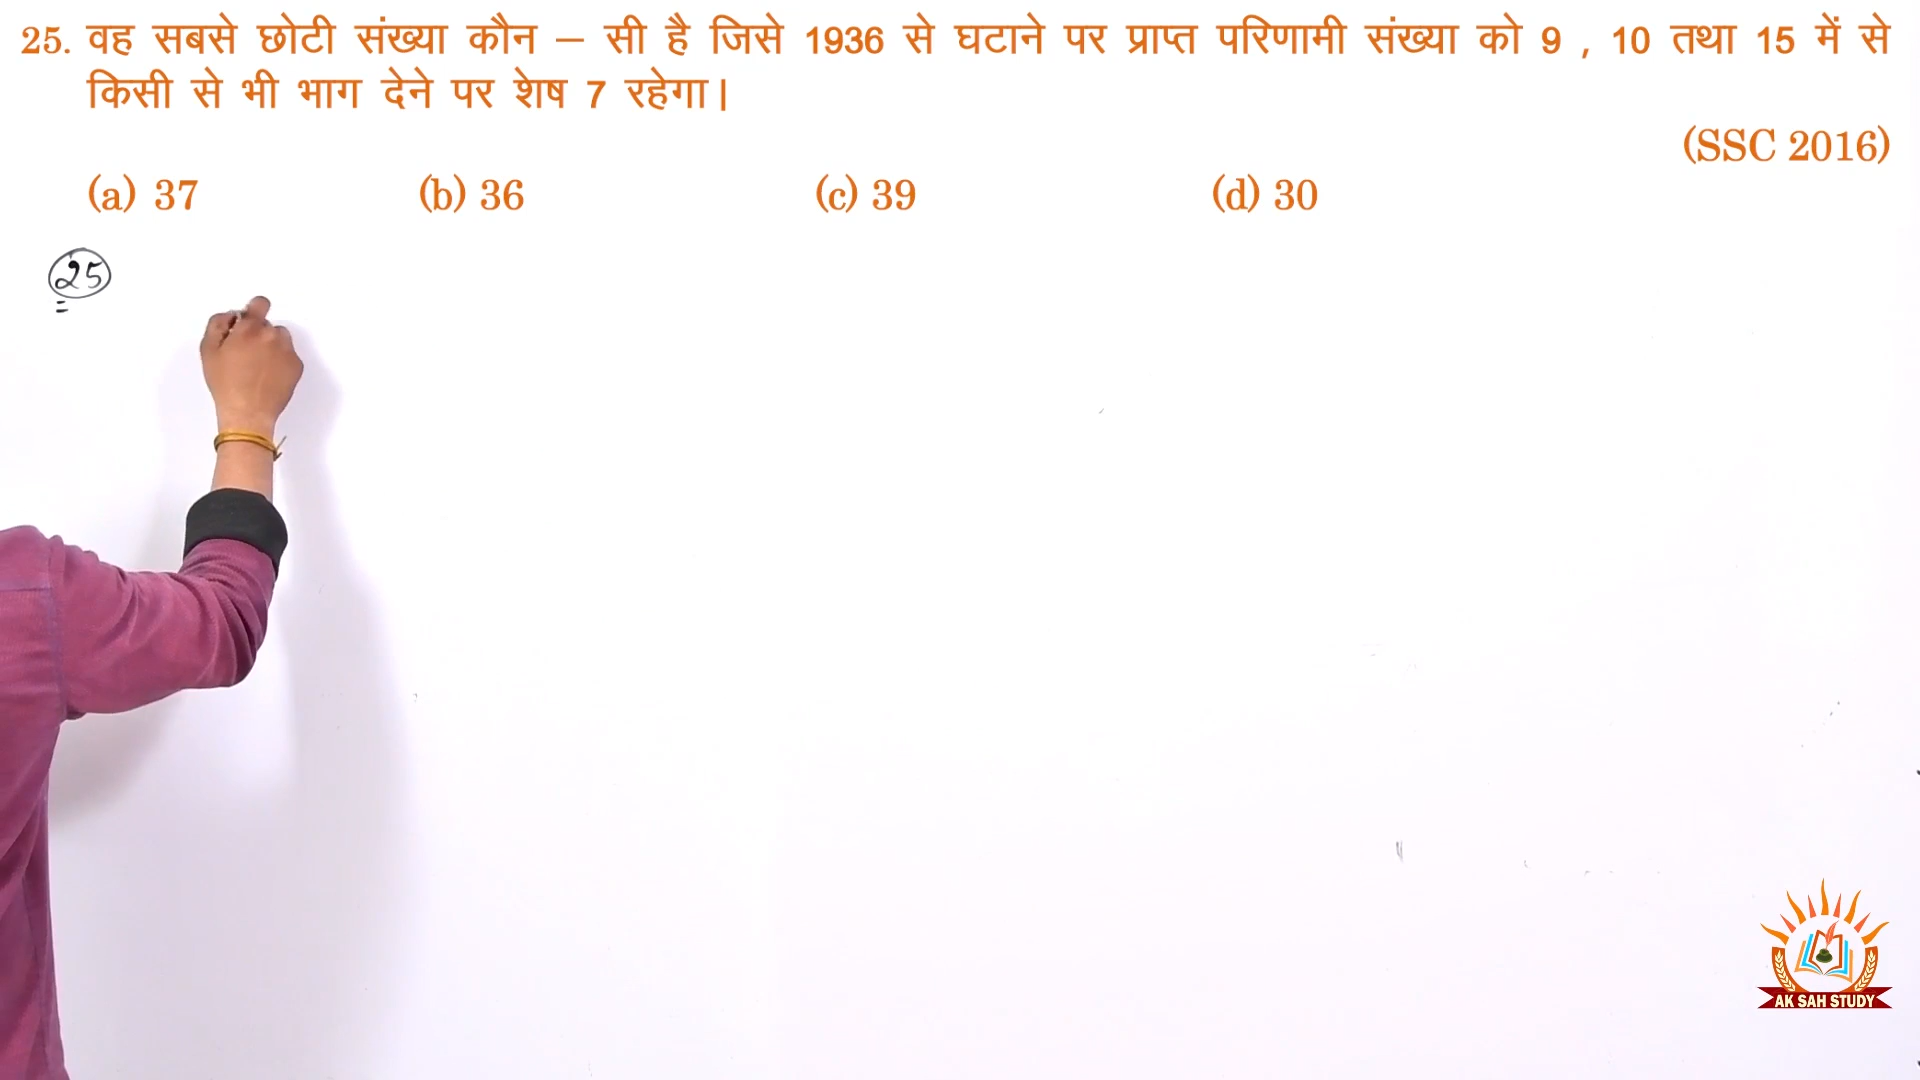 25. वह सबसे छोटी संख्या कौन – सी है जिसे 1936 से घटाने पर प्राप्त परिणामी संख्या को 9 , 10 तथा 15 में से
किसी से भी भाग देने पर शेष 7 रहेगा।
(SSC 2016)
(a) 37 (b) 36 (c) 39 (d) 30
25
AK SAH STUDY